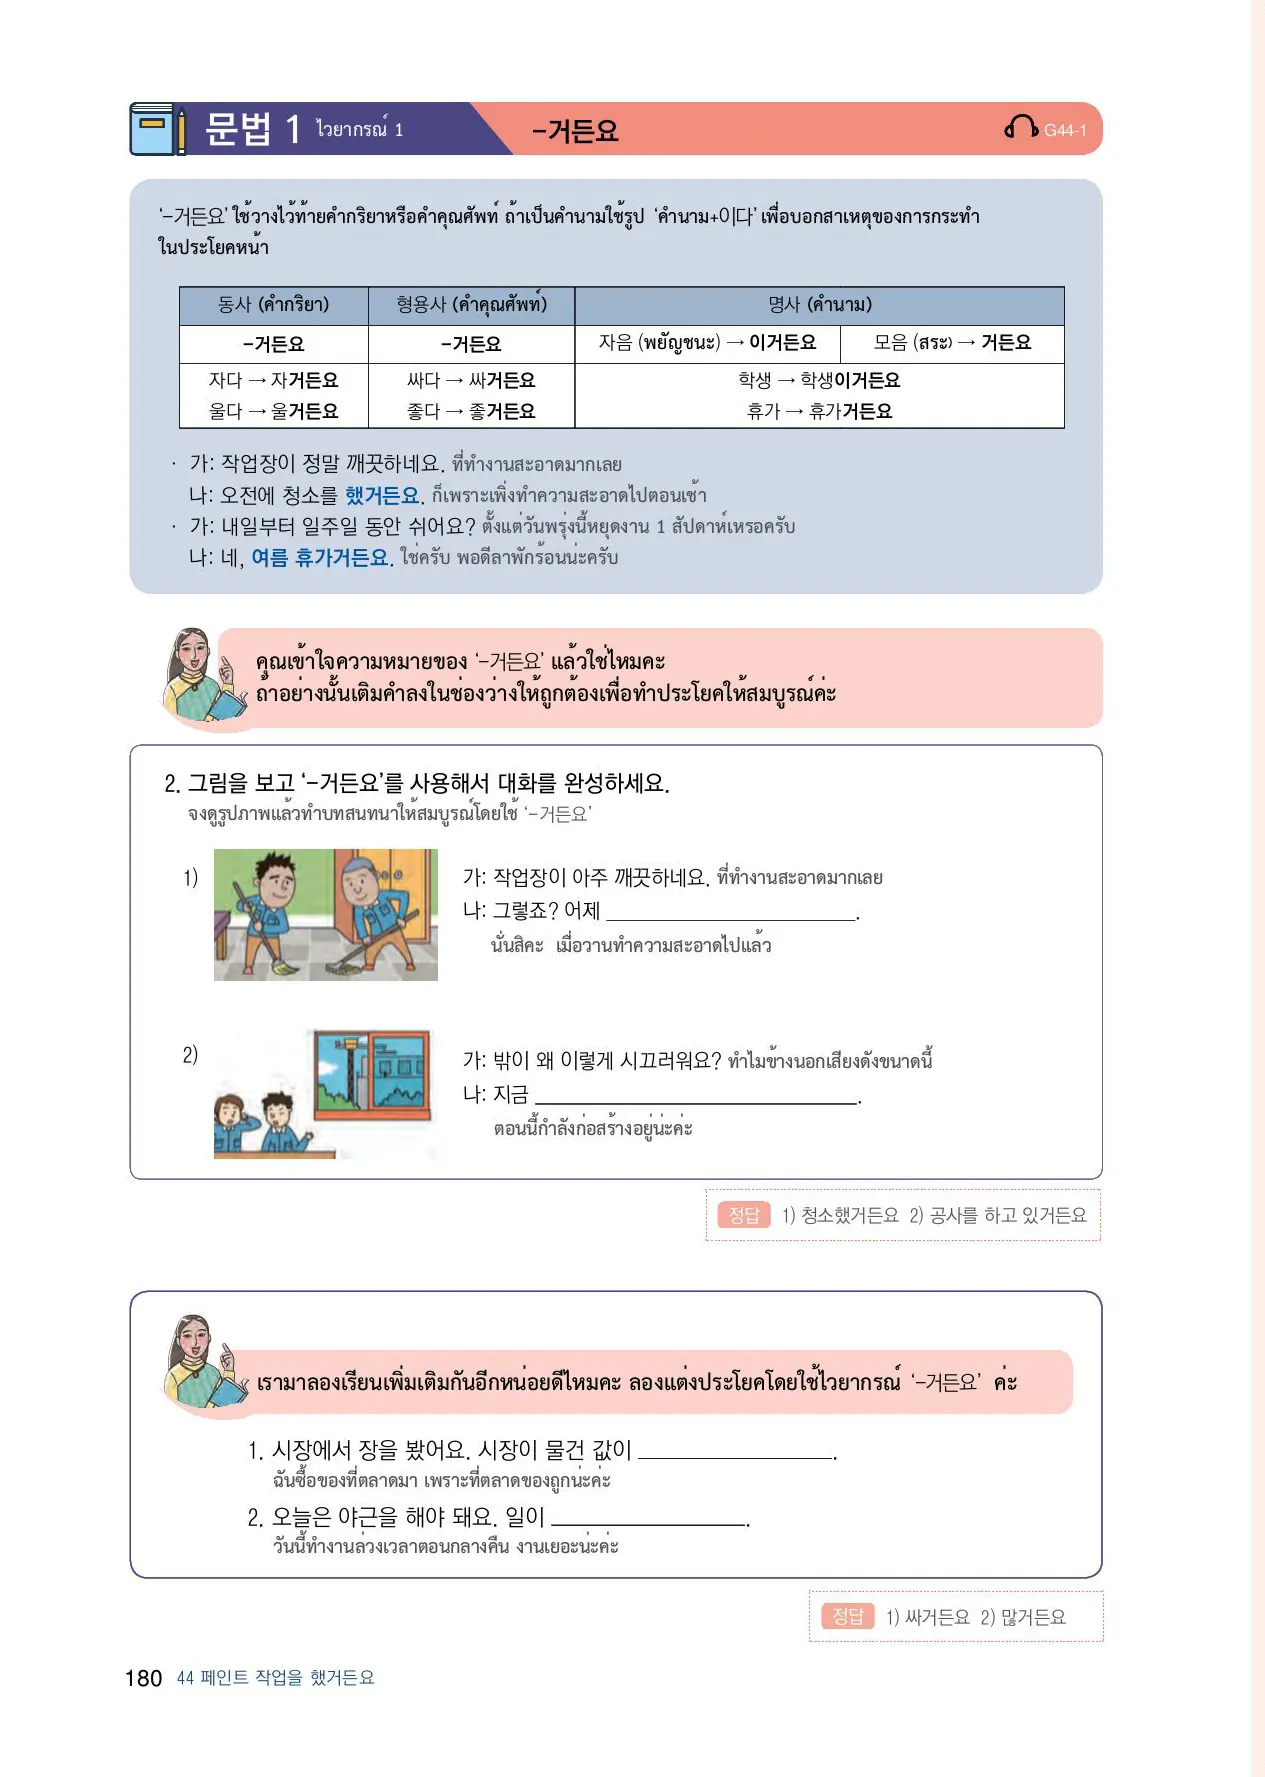 문법 1 ไวยากรณ์ 1 -거든요 G44-1
‘-거든요’ ใช้วางไว้ท้ายคำกริยาหรือคำคุณศัพท์ ถ้าเป็นคำนามใช้รูป ‘คำนาม+이다’ เพื่อบอกสาเหตุของการกระทำ
ในประโยคหน้า
동사 (คำกริยา) 형용사 (คำคุณศัพท์) 명사 (คำนาม)
-거든요 -거든요 자음 (พยัญชนะ) → 이거든요 모음 (สระ) → 거든요
자다 → 자거든요 싸다 → 싸거든요 학생 → 학생이거든요
울다 → 울거든요 좋다 → 좋거든요 휴가 → 휴가거든요
· 가: 작업장이 정말 깨끗하네요. ที่ทำงานสะอาดมากเลย
나: 오전에 청소를 했거든요. ก็เพราะเพิ่งทำความสะอาดไปตอนเช้า
· 가: 내일부터 일주일 동안 쉬어요? ตั้งแต่วันพรุ่งนี้หยุดงาน 1 สัปดาห์เหรอครับ
나: 네, 여름 휴가거든요. ใช่ครับ พอดีลาพักร้อนน่ะครับ
คุณเข้าใจความหมายของ ‘-거든요’ แล้วใช่ไหมคะ
ถ้าอย่างนั้นเติมคำลงในช่องว่างให้ถูกต้องเพื่อทำประโยคให้สมบูรณ์ค่ะ
2. 그림을 보고 ‘-거든요’를 사용해서 대화를 완성하세요.
จงดูรูปภาพแล้วทำบทสนทนาให้สมบูรณ์โดยใช้ ‘-거든요’
1) 가: 작업장이 아주 깨끗하네요. ที่ทำงานสะอาดมากเลย
나: 그렇죠? 어제 ____________________.
นั่นสิคะ เมื่อวานทำความสะอาดไปแล้ว
2) 가: 밖이 왜 이렇게 시끄러워요? ทำไมข้างนอกเสียงดังขนาดนี้
나: 지금 ____________________.
ตอนนี้กำลังก่อสร้างอยู่น่ะค่ะ
정답 1) 청소했거든요 2) 공사를 하고 있거든요
เรามาลองเรียนเพิ่มเติมกันอีกหน่อยดีไหมคะ ลองแต่งประโยคโดยใช้ไวยากรณ์ ‘-거든요’ ค่ะ
1. 시장에서 장을 봤어요. 시장이 물건 값이 ____________________.
ฉันซื้อของที่ตลาดมา เพราะที่ตลาดของถูกน่ะค่ะ
2. 오늘은 야근을 해야 돼요. 일이 ____________________.
วันนี้ทำงานล่วงเวลาตอนกลางคืน งานเยอะน่ะค่ะ
정답 1) 싸거든요 2) 많거든요
180 44 페인트 작업을 했거든요